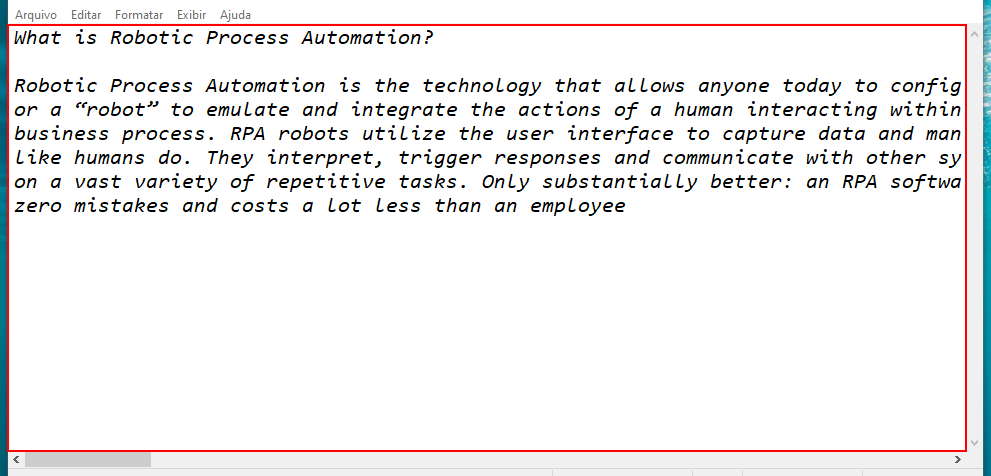 Arquivo Editar Formatar Exibir Ajuda
What is Robotic Process Automation?
Robotic Process Automation is the technology that allows anyone today to config
or a “robot” to emulate and integrate the actions of a human interacting within
business process. RPA robots utilize the user interface to capture data and man
like humans do. They interpret, trigger responses and communicate with other sy
on a vast variety of repetitive tasks. Only substantially better: an RPA softwa
zero mistakes and costs a lot less than an employee